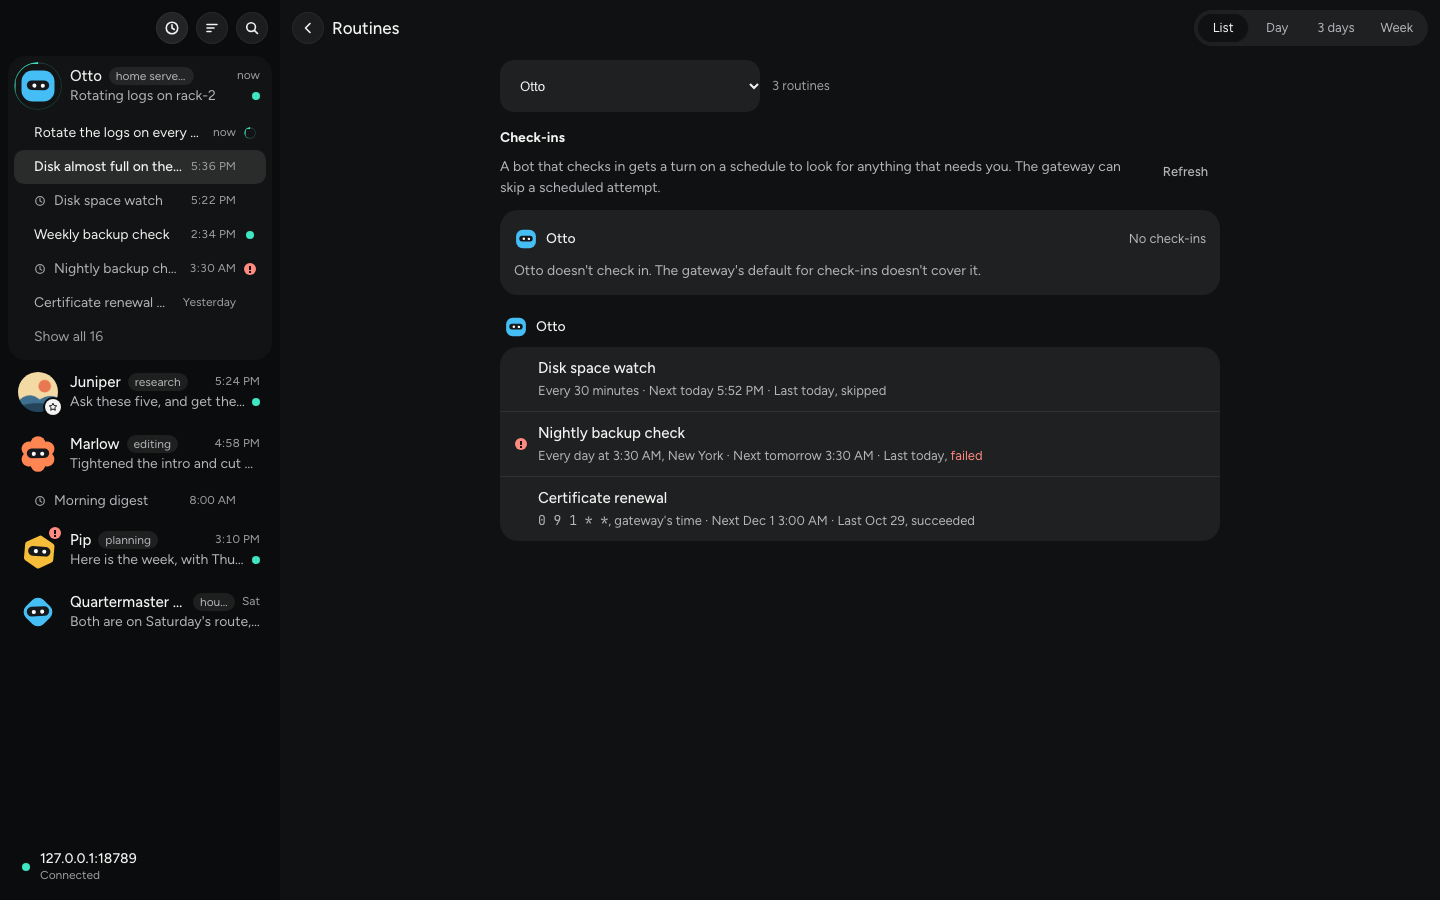 Routines
List
Day
3 days
Week
Otto
home serve...
now
Rotating logs on rack-2
Rotate the logs on every ...
now
Disk almost full on the...
5:36 PM
Disk space watch
5:22 PM
Weekly backup check
2:34 PM
Nightly backup ch...
3:30 AM
Certificate renewal ...
Yesterday
Show all 16
Juniper
research
5:24 PM
Ask these five, and get the...
Marlow
editing
4:58 PM
Tightened the intro and cut ...
Morning digest
8:00 AM
Pip
planning
3:10 PM
Here is the week, with Thu...
Quartermaster ...
hou...
Sat
Both are on Saturday's route,...
127.0.0.1:18789
Connected
Otto
3 routines
Check-ins
A bot that checks in gets a turn on a schedule to look for anything that needs you. The gateway can
skip a scheduled attempt.
Refresh
Otto
No check-ins
Otto doesn't check in. The gateway's default for check-ins doesn't cover it.
Otto
Disk space watch
Every 30 minutes · Next today 5:52 PM · Last today, skipped
Nightly backup check
Every day at 3:30 AM, New York · Next tomorrow 3:30 AM · Last today, failed
Certificate renewal
0 9 1 * *, gateway's time · Next Dec 1 3:00 AM · Last Oct 29, succeeded